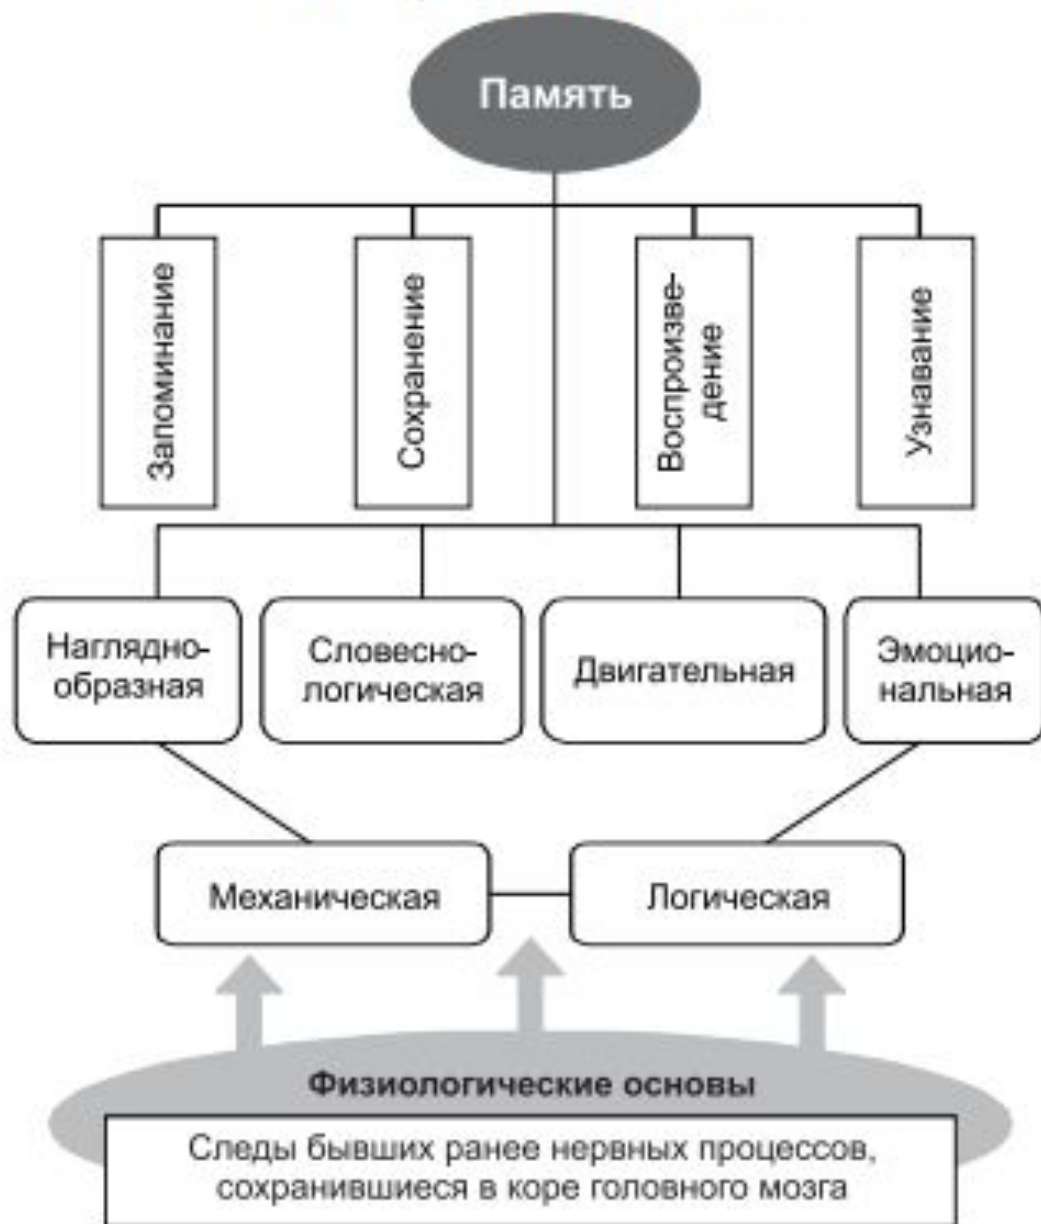 Память
Запоминание
Сохранение
Воспроизве-
дение
Узнавание
Наглядно-
образная
Словесно-
логическая
Двигательная
Эмоцио-
нальная
Механическая
Логическая
Физиологические основы
Следы бывших ранее нервных процессов,
сохранившиеся в коре головного мозга